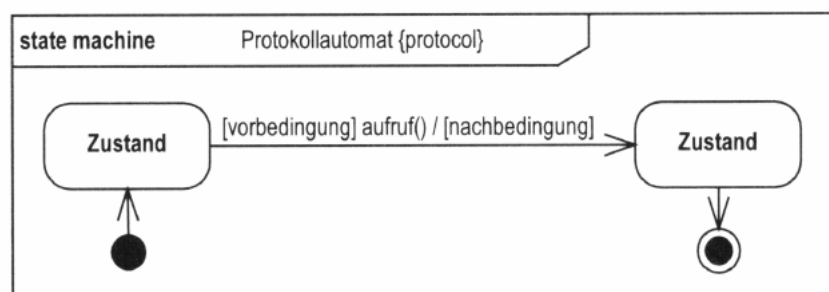 state machine Protokollautomat {protocol}
Zustand
[vorbedingung] aufruf() / [nachbedingung]
Zustand